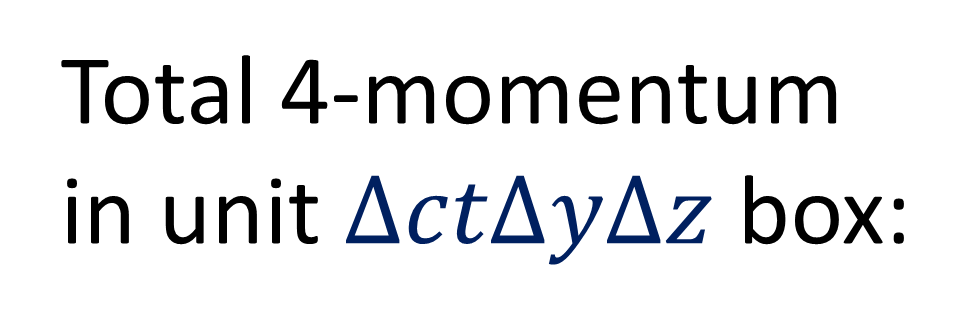 Total 4-momentum
in unit Δ𝑐𝑡Δ𝑦Δ𝑧 box: